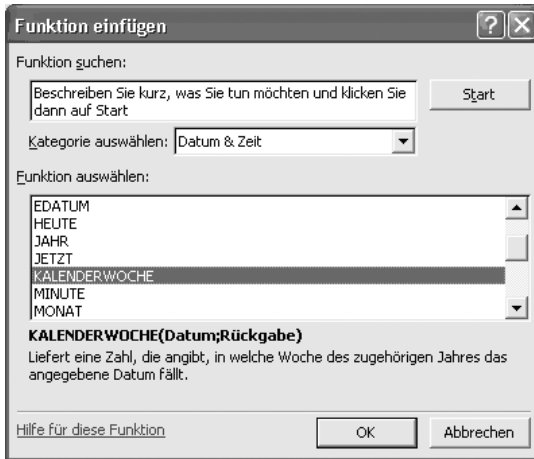 Funktion einfügen
Funktion suchen:
Beschreiben Sie kurz, was Sie tun möchten und klicken Sie
dann auf Start
Start
Kategorie auswählen: Datum & Zeit
Funktion auswählen:
EDATUM
HEUTE
JAHR
JETZT
KALENDERWOCHE
MINUTE
MONAT
KALENDERWOCHE(Datum;Rückgabe)
Liefert eine Zahl, die angibt, in welche Woche des zugehörigen Jahres das
angegebene Datum fällt.
Hilfe für diese Funktion
OK
Abbrechen